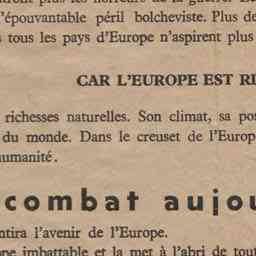 l'épouvantable péril bolcheviste. Plus de
tous les pays d'Europe n'aspirent plus
CAR L'EUROPE EST RI
richesses naturelles. Son climat, sa pos
du monde. Dans le creuset de l'Europ
humanité.
combat aujou
ntira l'avenir de l'Europe.
pe imbattable et la met à l'abri de tout